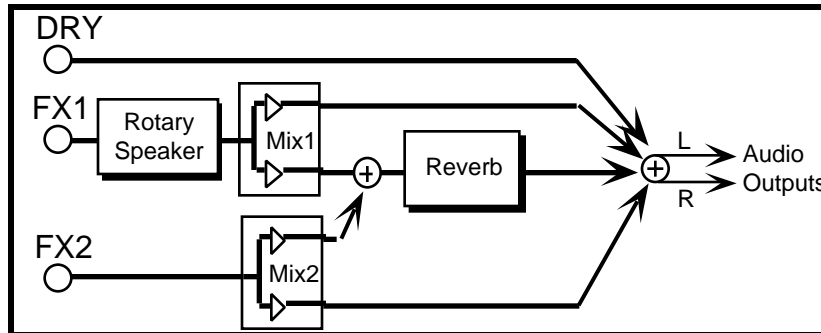 DRY
FX1
Rotary
Speaker
Mix1
+
Reverb
+
L
R
Audio
Outputs
FX2
Mix2